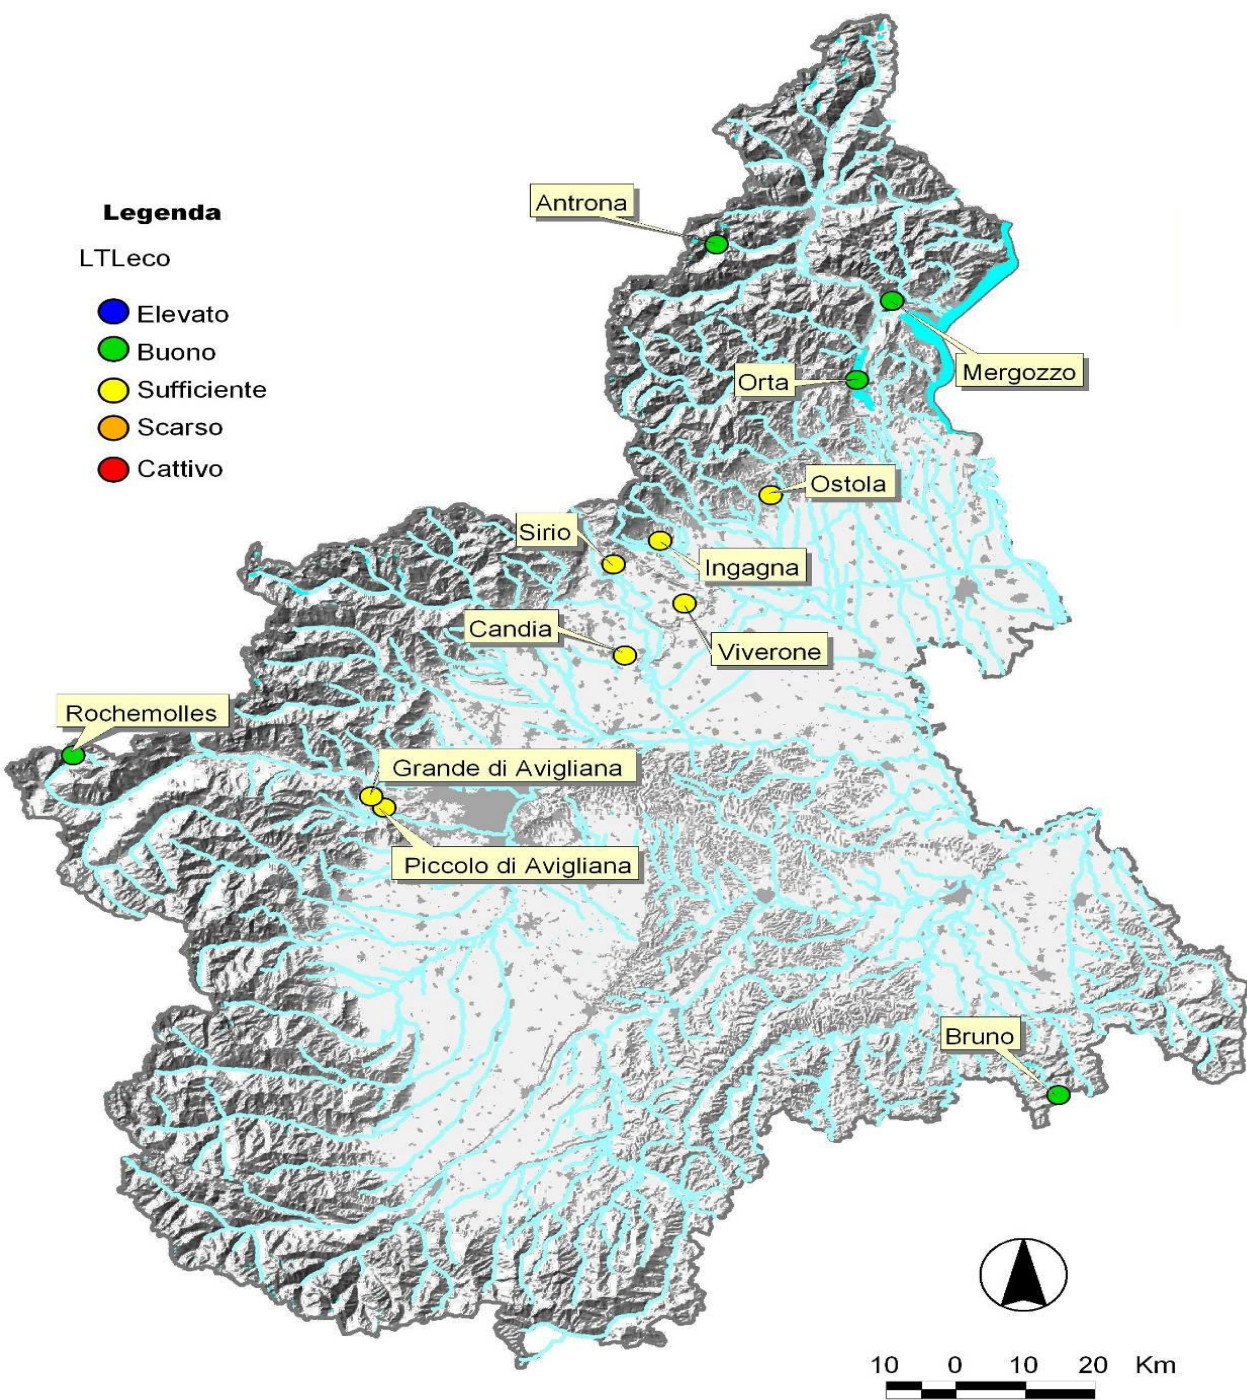 Legenda
LTLeco
Elevato
Buono
Sufficiente
Scarso
Cattivo
Antrona
Mergozzo
Orta
Ostola
Sirio
Ingagna
Candia
Viverone
Rochemolles
Grande di Avigliana
Piccolo di Avigliana
Bruno
10 0 10 20 Km